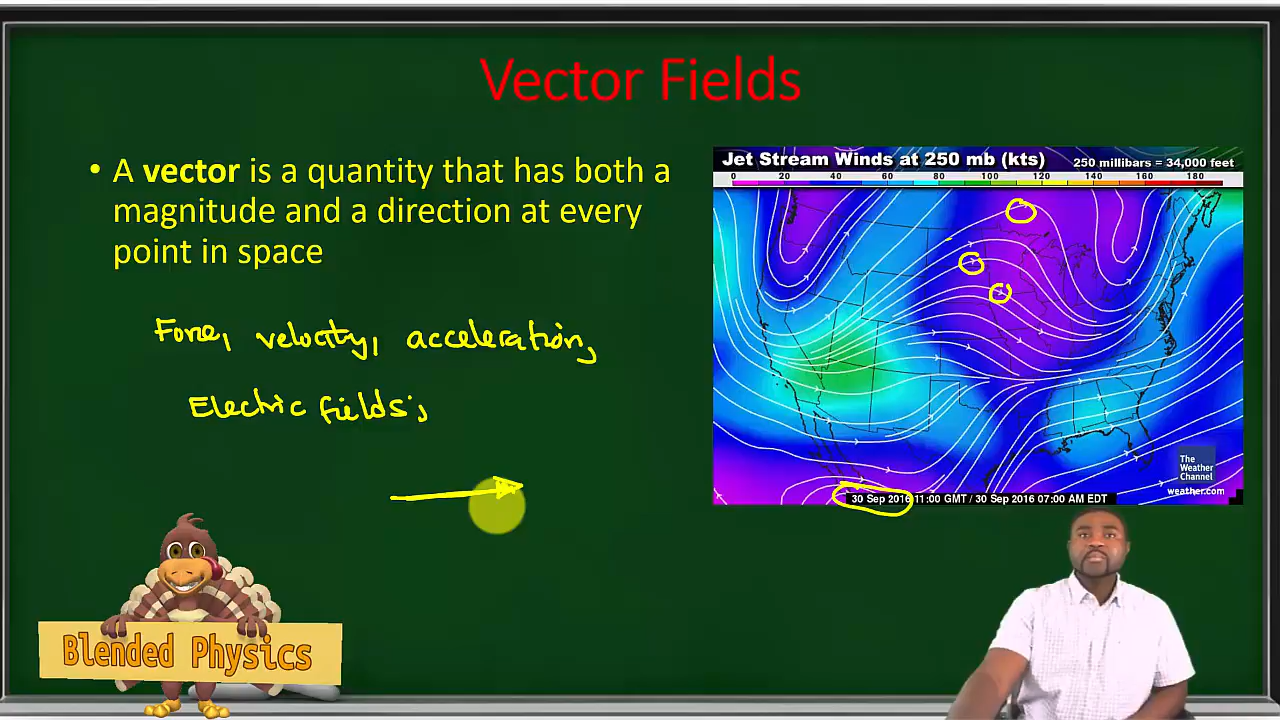 Vector Fields
• A vector is a quantity that has both a
magnitude and a direction at every
point in space
Force, velocity, acceleration,
Electric fields;
Jet Stream Winds at 250 mb (kts) 250 millibars = 34,000 feet
0 20 40 60 80 100 120 140 160 180
The
Weather
Channel
weather.com
30 Sep 2016 11:00 GMT / 30 Sep 2016 07:00 AM EDT
Blended Physics